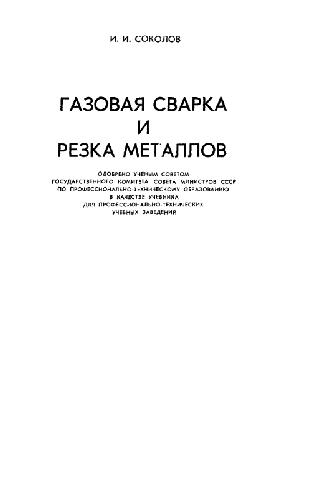 И. И. СОКОЛОВ
ГАЗОВАЯ СВАРКА
И
РЕЗКА МЕТАЛЛОВ
ОДОБРЕНО УЧЕНЫМ СОВЕТОМ
ГОСУДАРСТВЕННОГО КОМИТЕТА СОВЕТА МИНИСТРОВ СССР
ПО ПРОФЕССИОНАЛЬНО-ТЕХНИЧЕСКОМУ ОБРАЗОВАНИЮ
В КАЧЕСТВЕ УЧЕБНИКА
ДЛЯ ПРОФЕССИОНАЛЬНО-ТЕХНИЧЕСКИХ
УЧЕБНЫХ ЗАВЕДЕНИЙ